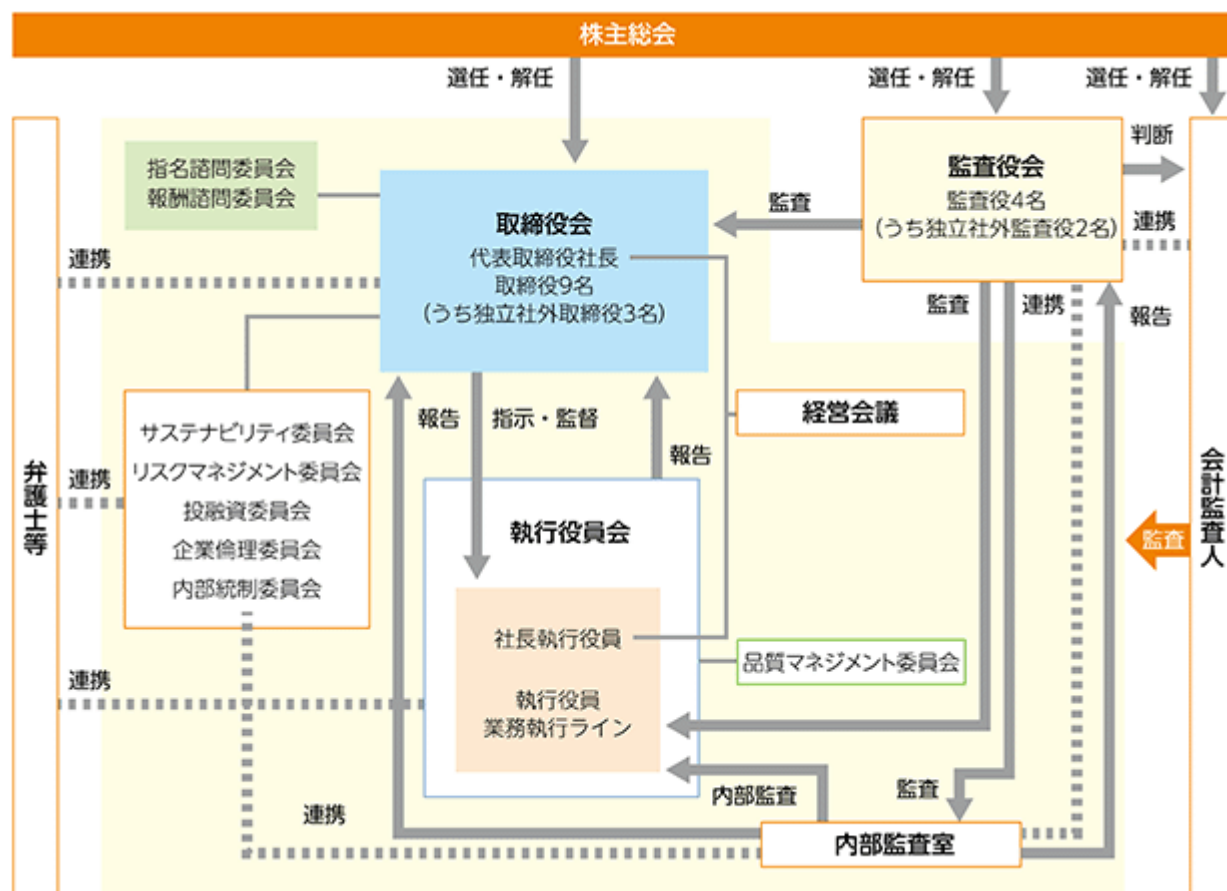 株主総会
選任・解任
選任・解任
選任・解任
指名諮問委員会
報酬諮問委員会
取締役会
代表取締役社長
取締役9名
(うち独立社外取締役3名)
監査
監査役会
監査役4名
(うち独立社外監査役2名)
判断
連携
連携
監査
連携
報告
報告
指示・監督
報告
経営会議
サステナビリティ委員会
リスクマネジメント委員会
投融資委員会
企業倫理委員会
内部統制委員会
弁護士等
連携
執行役員会
社長執行役員
執行役員
業務執行ライン
品質マネジメント委員会
会計監査人
監査
連携
連携
内部監査
監査
内部監査室